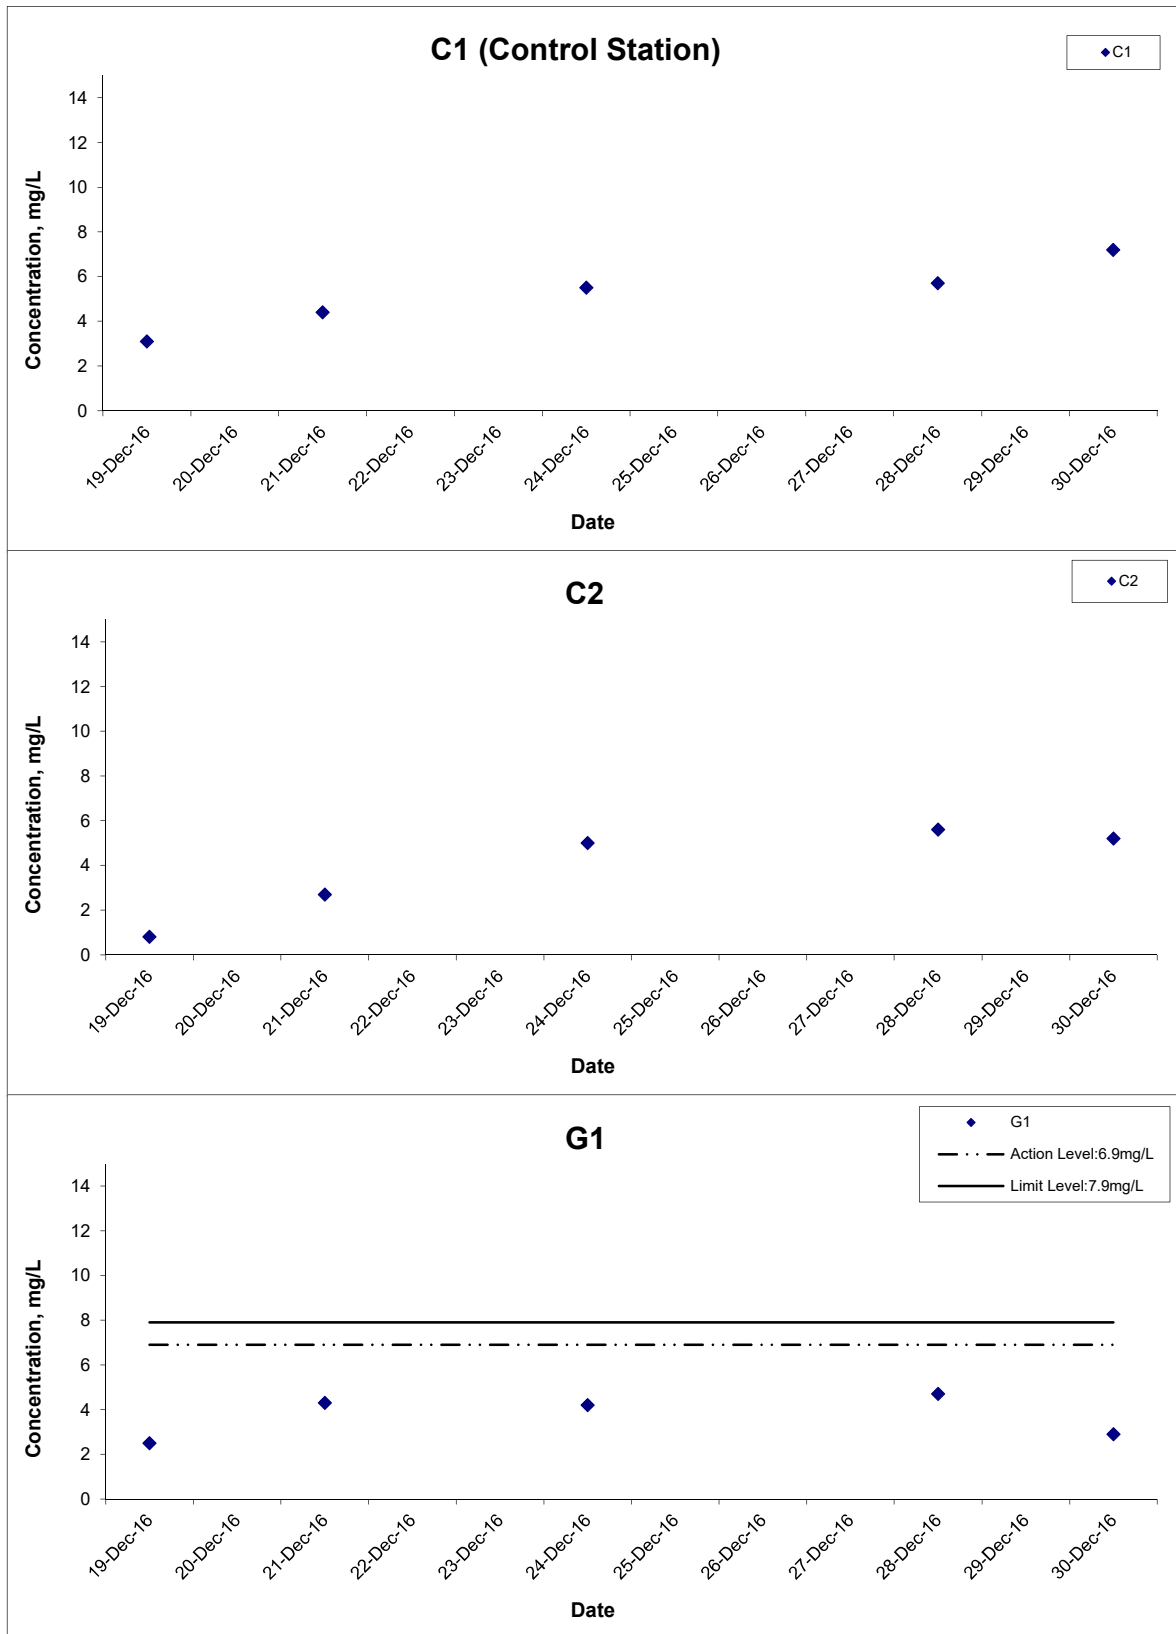 C1 (Control Station)
C1
14
12
10
8
6
4
2
0
Concentration, mg/L
19-Dec-16
20-Dec-16
21-Dec-16
22-Dec-16
23-Dec-16
24-Dec-16
25-Dec-16
26-Dec-16
27-Dec-16
28-Dec-16
29-Dec-16
30-Dec-16
Date
C2
C2
14
12
10
8
6
4
2
0
Concentration, mg/L
19-Dec-16
20-Dec-16
21-Dec-16
22-Dec-16
23-Dec-16
24-Dec-16
25-Dec-16
26-Dec-16
27-Dec-16
28-Dec-16
29-Dec-16
30-Dec-16
Date
G1
G1
Action Level:6.9mg/L
Limit Level:7.9mg/L
14
12
10
8
6
4
2
0
Concentration, mg/L
19-Dec-16
20-Dec-16
21-Dec-16
22-Dec-16
23-Dec-16
24-Dec-16
25-Dec-16
26-Dec-16
27-Dec-16
28-Dec-16
29-Dec-16
30-Dec-16
Date